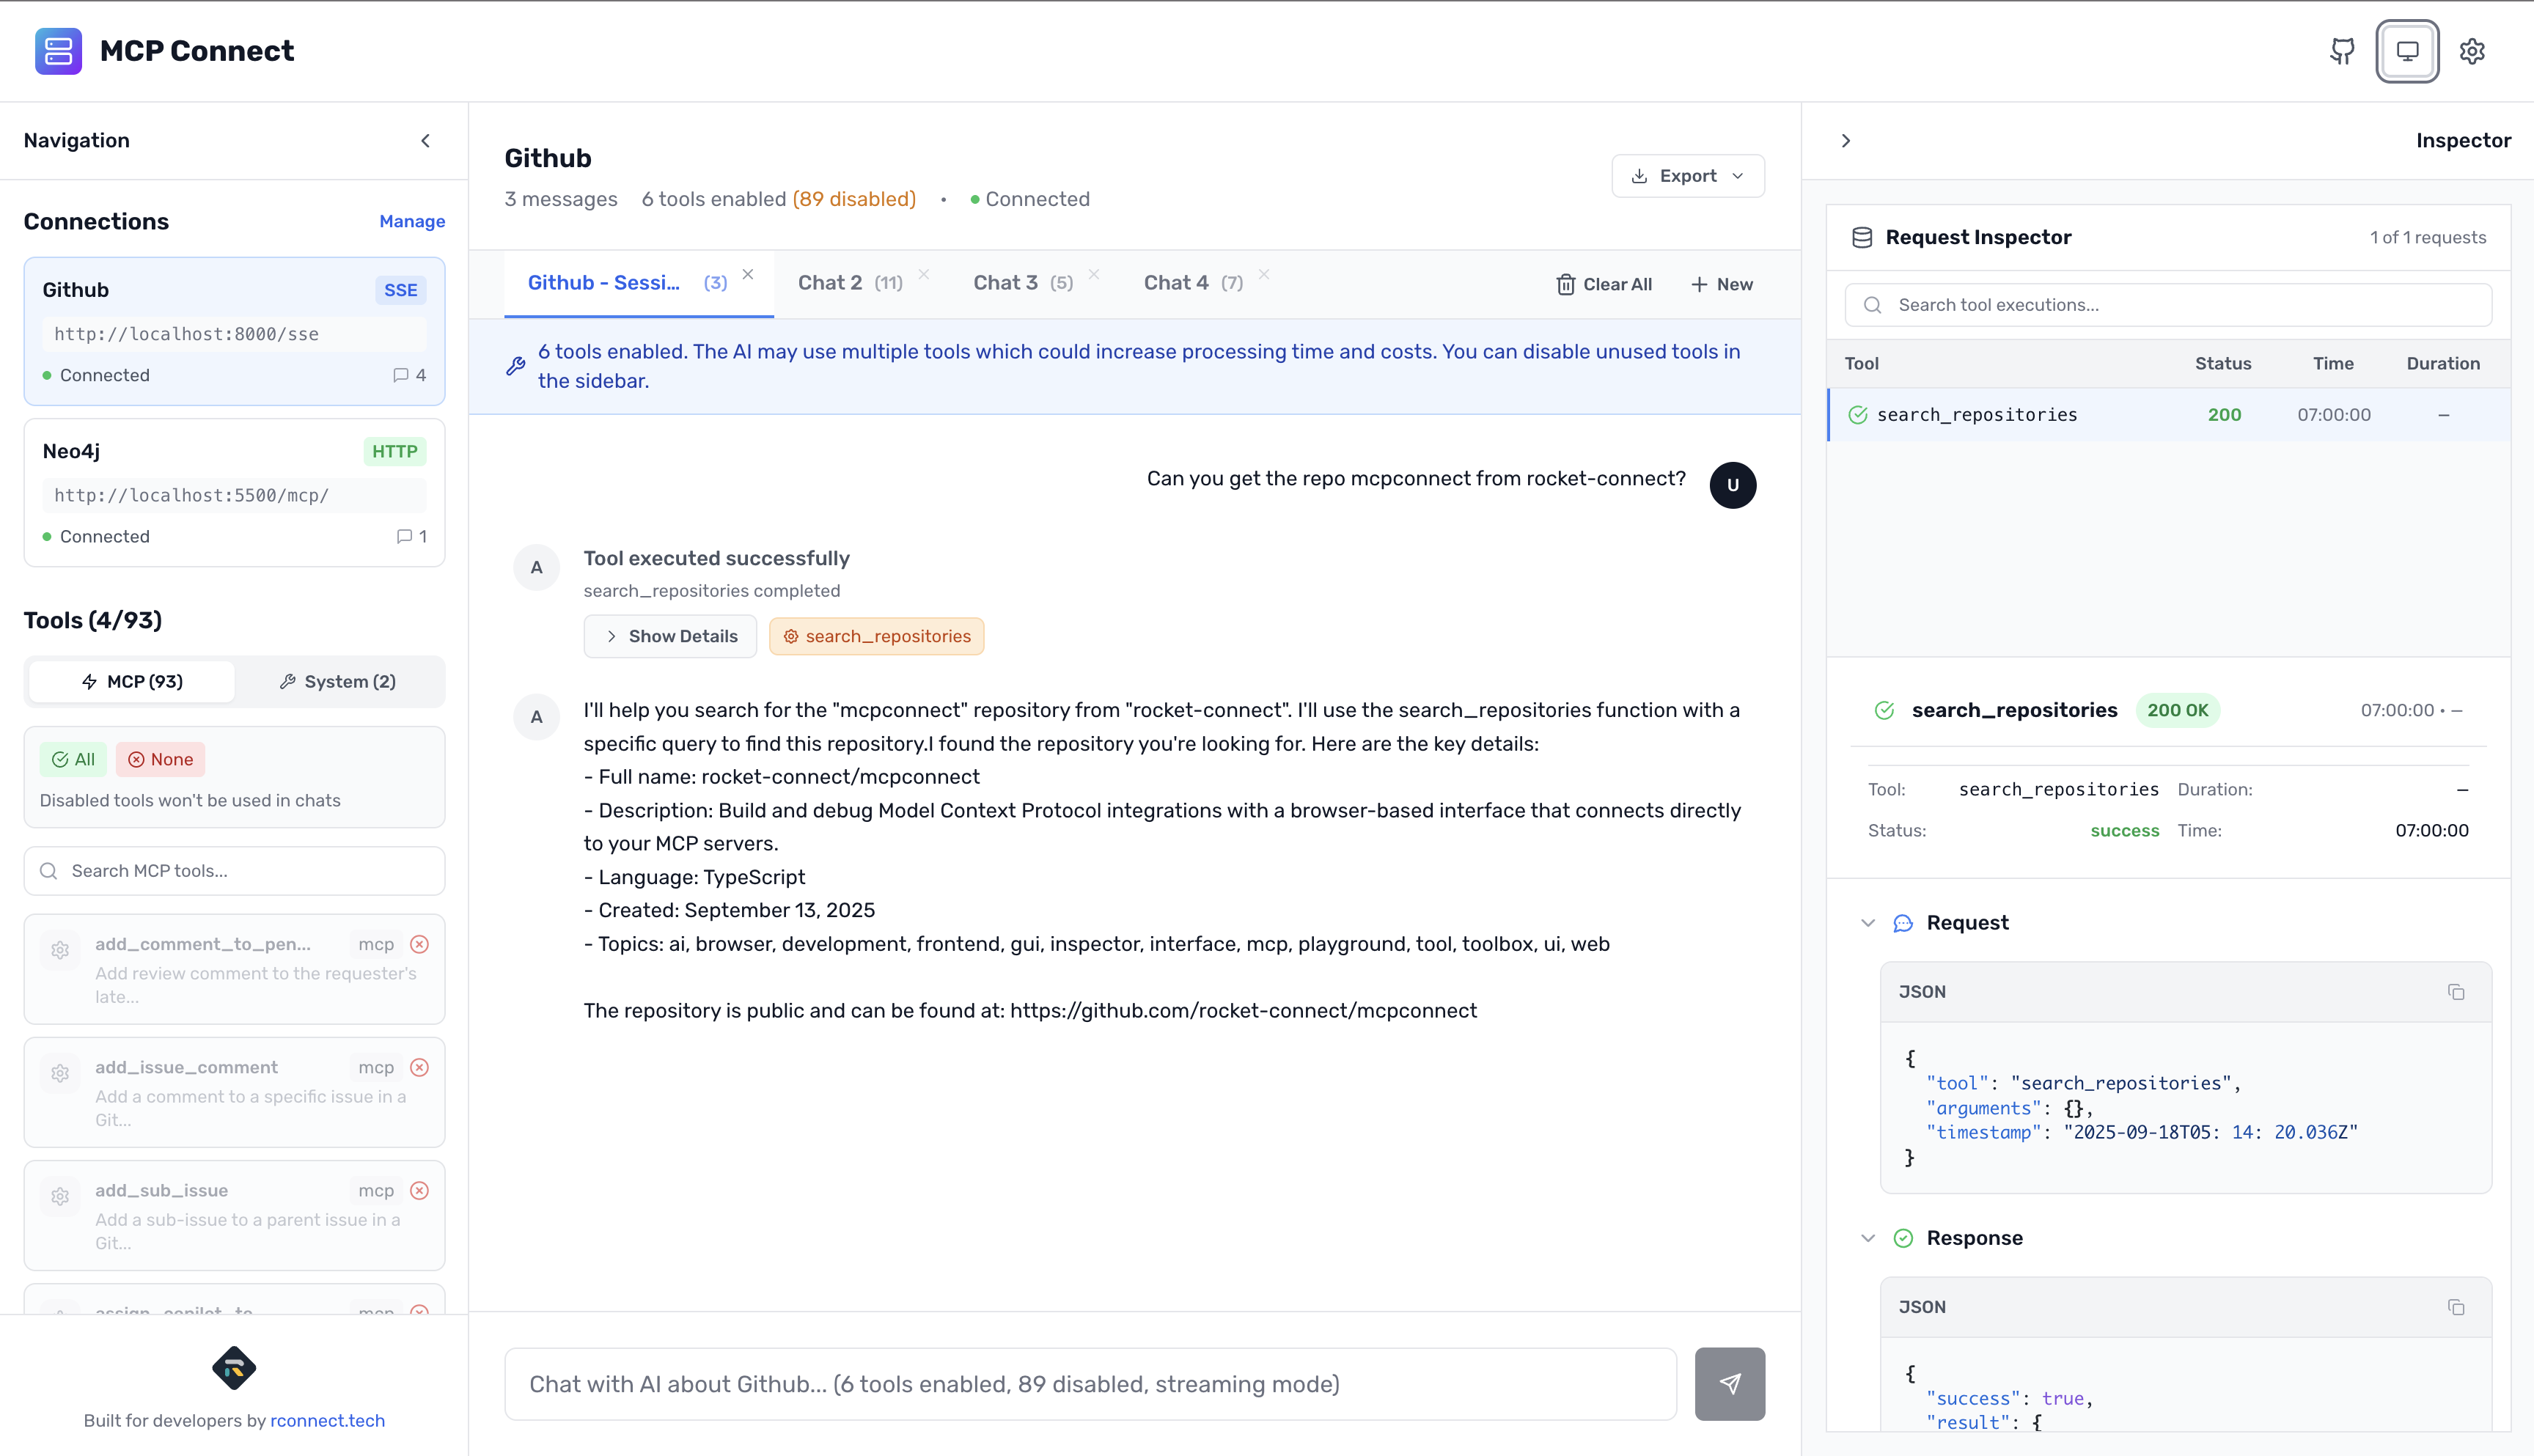 MCP Connect
Navigation
Connections
Manage
Github
SSE
http://localhost:8000/sse
Connected
4
Neo4j
HTTP
http://localhost:5500/mcp/
Connected
1
Tools (4/93)
MCP (93)
System (2)
All
None
Disabled tools won't be used in chats
Search MCP tools...
add_comment_to_pen...
mcp
Add review comment to the requester's
late...
add_issue_comment
mcp
Add a comment to a specific issue in a
Git...
add_sub_issue
mcp
Add a sub-issue to a parent issue in a
Git...
assign_copilot_to_
mcp
Built for developers by rconnect.tech
Github
3 messages 6 tools enabled (89 disabled) • Connected
Export
Github - Sessi... (3)
Chat 2 (11)
Chat 3 (5)
Chat 4 (7)
Clear All
New
6 tools enabled. The AI may use multiple tools which could increase processing time and costs. You can disable unused tools in
the sidebar.
Can you get the repo mcpconnect from rocket-connect?
U
A
Tool executed successfully
search_repositories completed
Show Details
search_repositories
A
I'll help you search for the "mcpconnect" repository from "rocket-connect". I'll use the search_repositories function with a
specific query to find this repository.I found the repository you're looking for. Here are the key details:
- Full name: rocket-connect/mcpconnect
- Description: Build and debug Model Context Protocol integrations with a browser-based interface that connects directly
to your MCP servers.
- Language: TypeScript
- Created: September 13, 2025
- Topics: ai, browser, development, frontend, gui, inspector, interface, mcp, playground, tool, toolbox, ui, web
The repository is public and can be found at: https://github.com/rocket-connect/mcpconnect
Chat with AI about Github... (6 tools enabled, 89 disabled, streaming mode)
Inspector
Request Inspector
1 of 1 requests
Search tool executions...
Tool Status Time Duration
search_repositories 200 07:00:00 –
search_repositories 200 OK 07:00:00 • –
Tool: search_repositories Duration: –
Status: success Time: 07:00:00
Request
JSON
{
"tool": "search_repositories",
"arguments": {},
"timestamp": "2025-09-18T05: 14: 20.036Z"
}
Response
JSON
{
"success": true,
"result": {